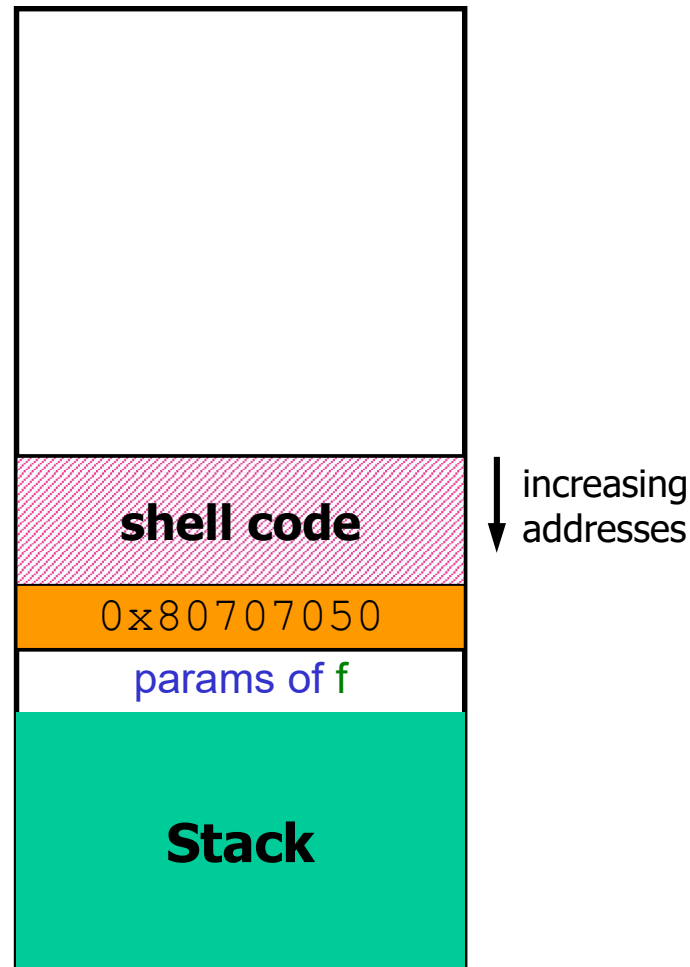 shell code
increasing
addresses
0x80707050
params of f
Stack